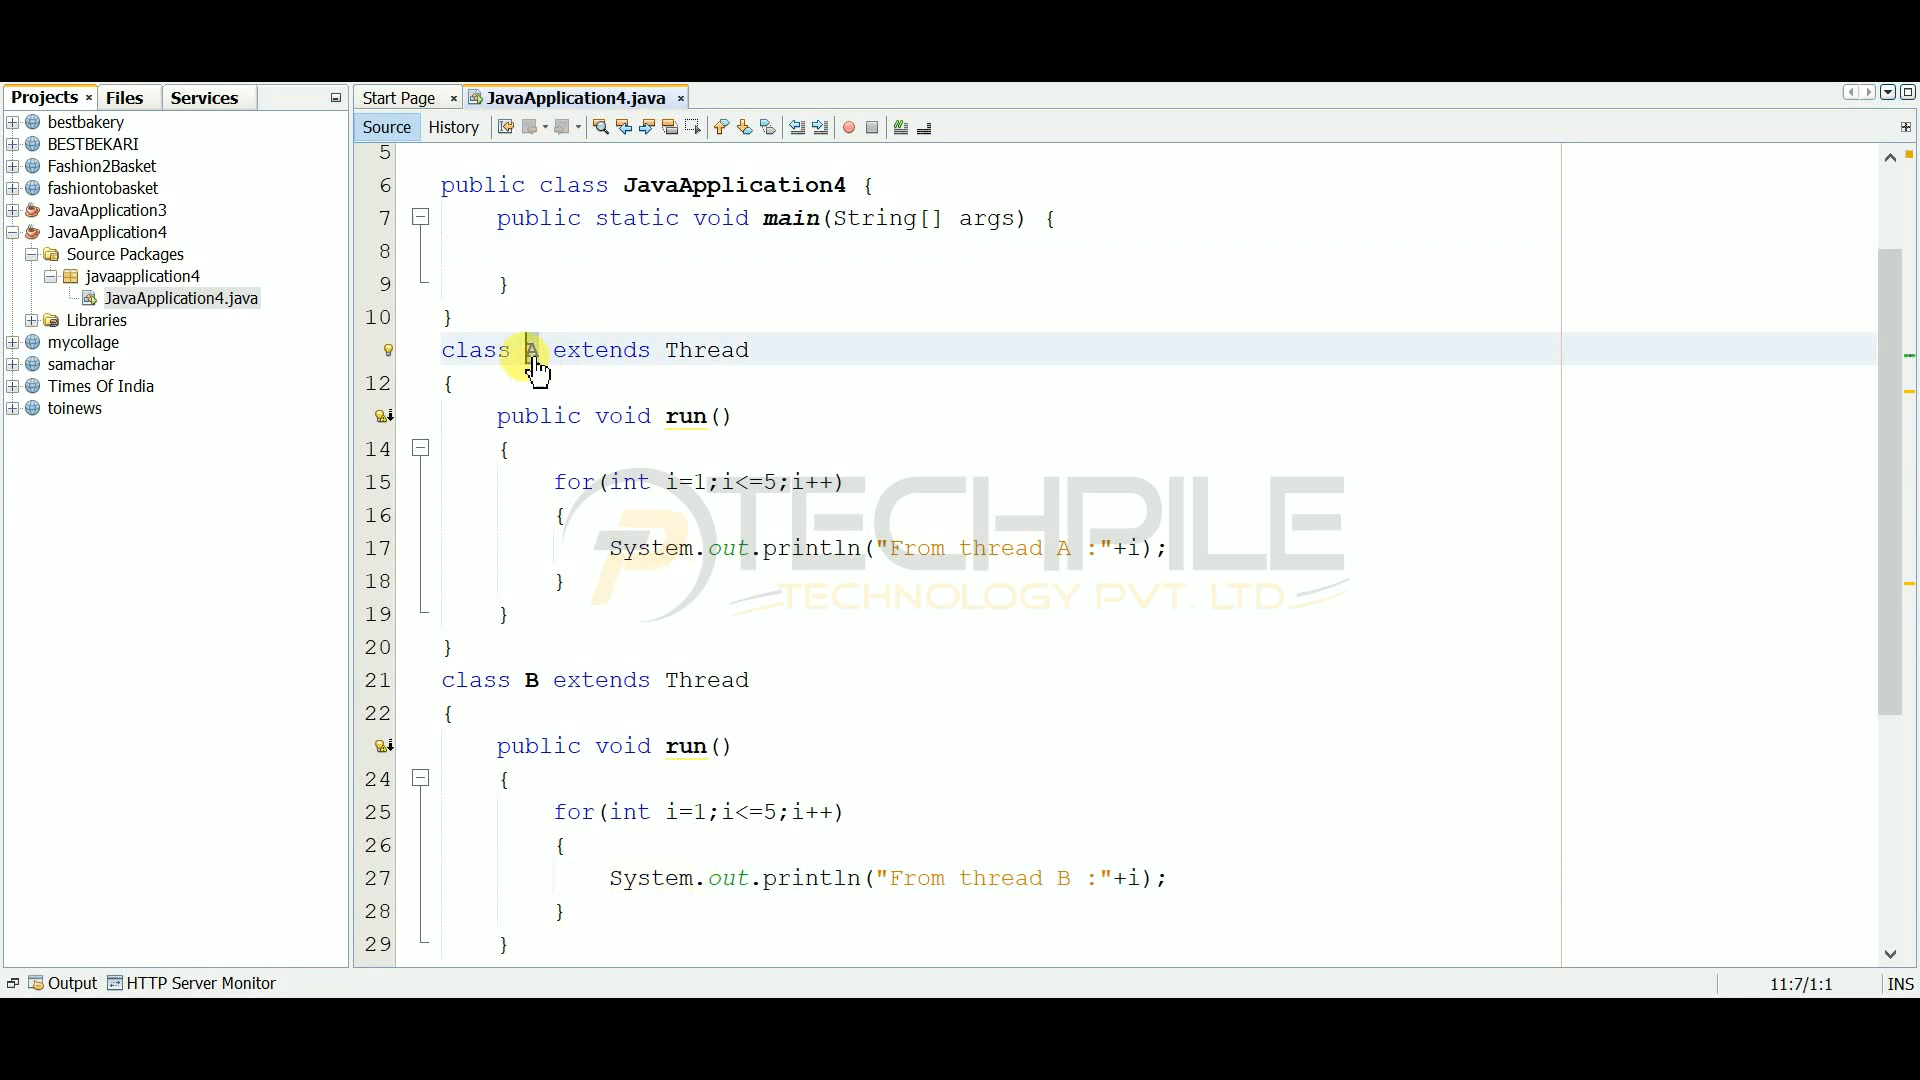 Projects Files Services
bestbakery
BESTBEKARI
Fashion2Basket
fashiontobasket
JavaApplication3
JavaApplication4
Source Packages
javaapplication4
JavaApplication4.java
Libraries
mycollage
samachar
Times Of India
toinews
Start Page JavaApplication4.java
Source History
5
6 public class JavaApplication4 {
7 public static void main(String[] args) {
8
9 }
10 }
class A extends Thread
12 {
public void run()
14 {
15 for(int i=1;i<=5;i++)
16 {
17 System.out.println("From thread A :"+i);
18 }
19 }
20 }
21 class B extends Thread
22 {
public void run()
24 {
25 for(int i=1;i<=5;i++)
26 {
27 System.out.println("From thread B :"+i);
28 }
29 }
TECHPILE
TECHNOLOGY PVT. LTD.
Output HTTP Server Monitor
11:7/1:1 INS